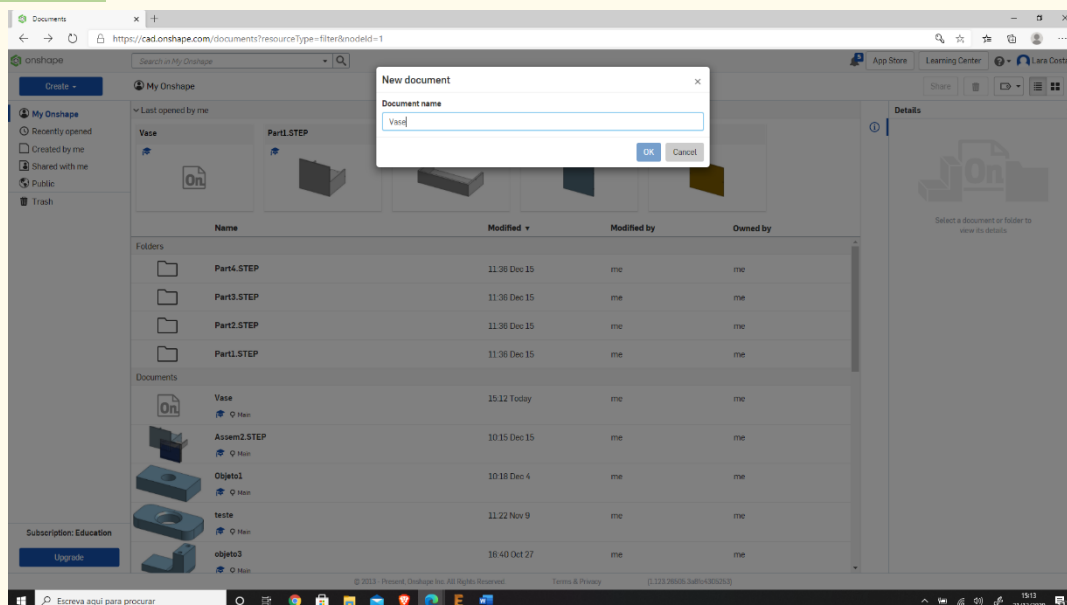 Documents
https://cad.onshape.com/documents?resourceType=filter&nodeId=1
onshape
Search in My Onshape
App Store
Learning Center
Lara Costa
Create
My Onshape
Share
New document
Document name
Vase
OK
Cancel
My Onshape
Recently opened
Created by me
Shared with me
Public
Trash
Last opened by me
Vase
Part1.STEP
Details
On
On
Select a document or folder to
view its details.
Name
Modified
Modified by
Owned by
Folders
Part4.STEP
11:36 Dec 15
me
me
Part3.STEP
11:36 Dec 15
me
me
Part2.STEP
11:36 Dec 15
me
me
Part1.STEP
11:36 Dec 15
me
me
Documents
On
Vase
15:12 Today
me
me
Main
Assem2.STEP
10:15 Dec 15
me
me
Main
Objeto1
10:18 Dec 4
me
me
Main
teste
11:22 Nov 9
me
me
Main
objeto3
16:40 Oct 27
me
me
Main
Subscription: Education
Upgrade
© 2013 - Present, Onshape Inc. All Rights Reserved.
Terms & Privacy
Escreva aqui para procurar
15:13